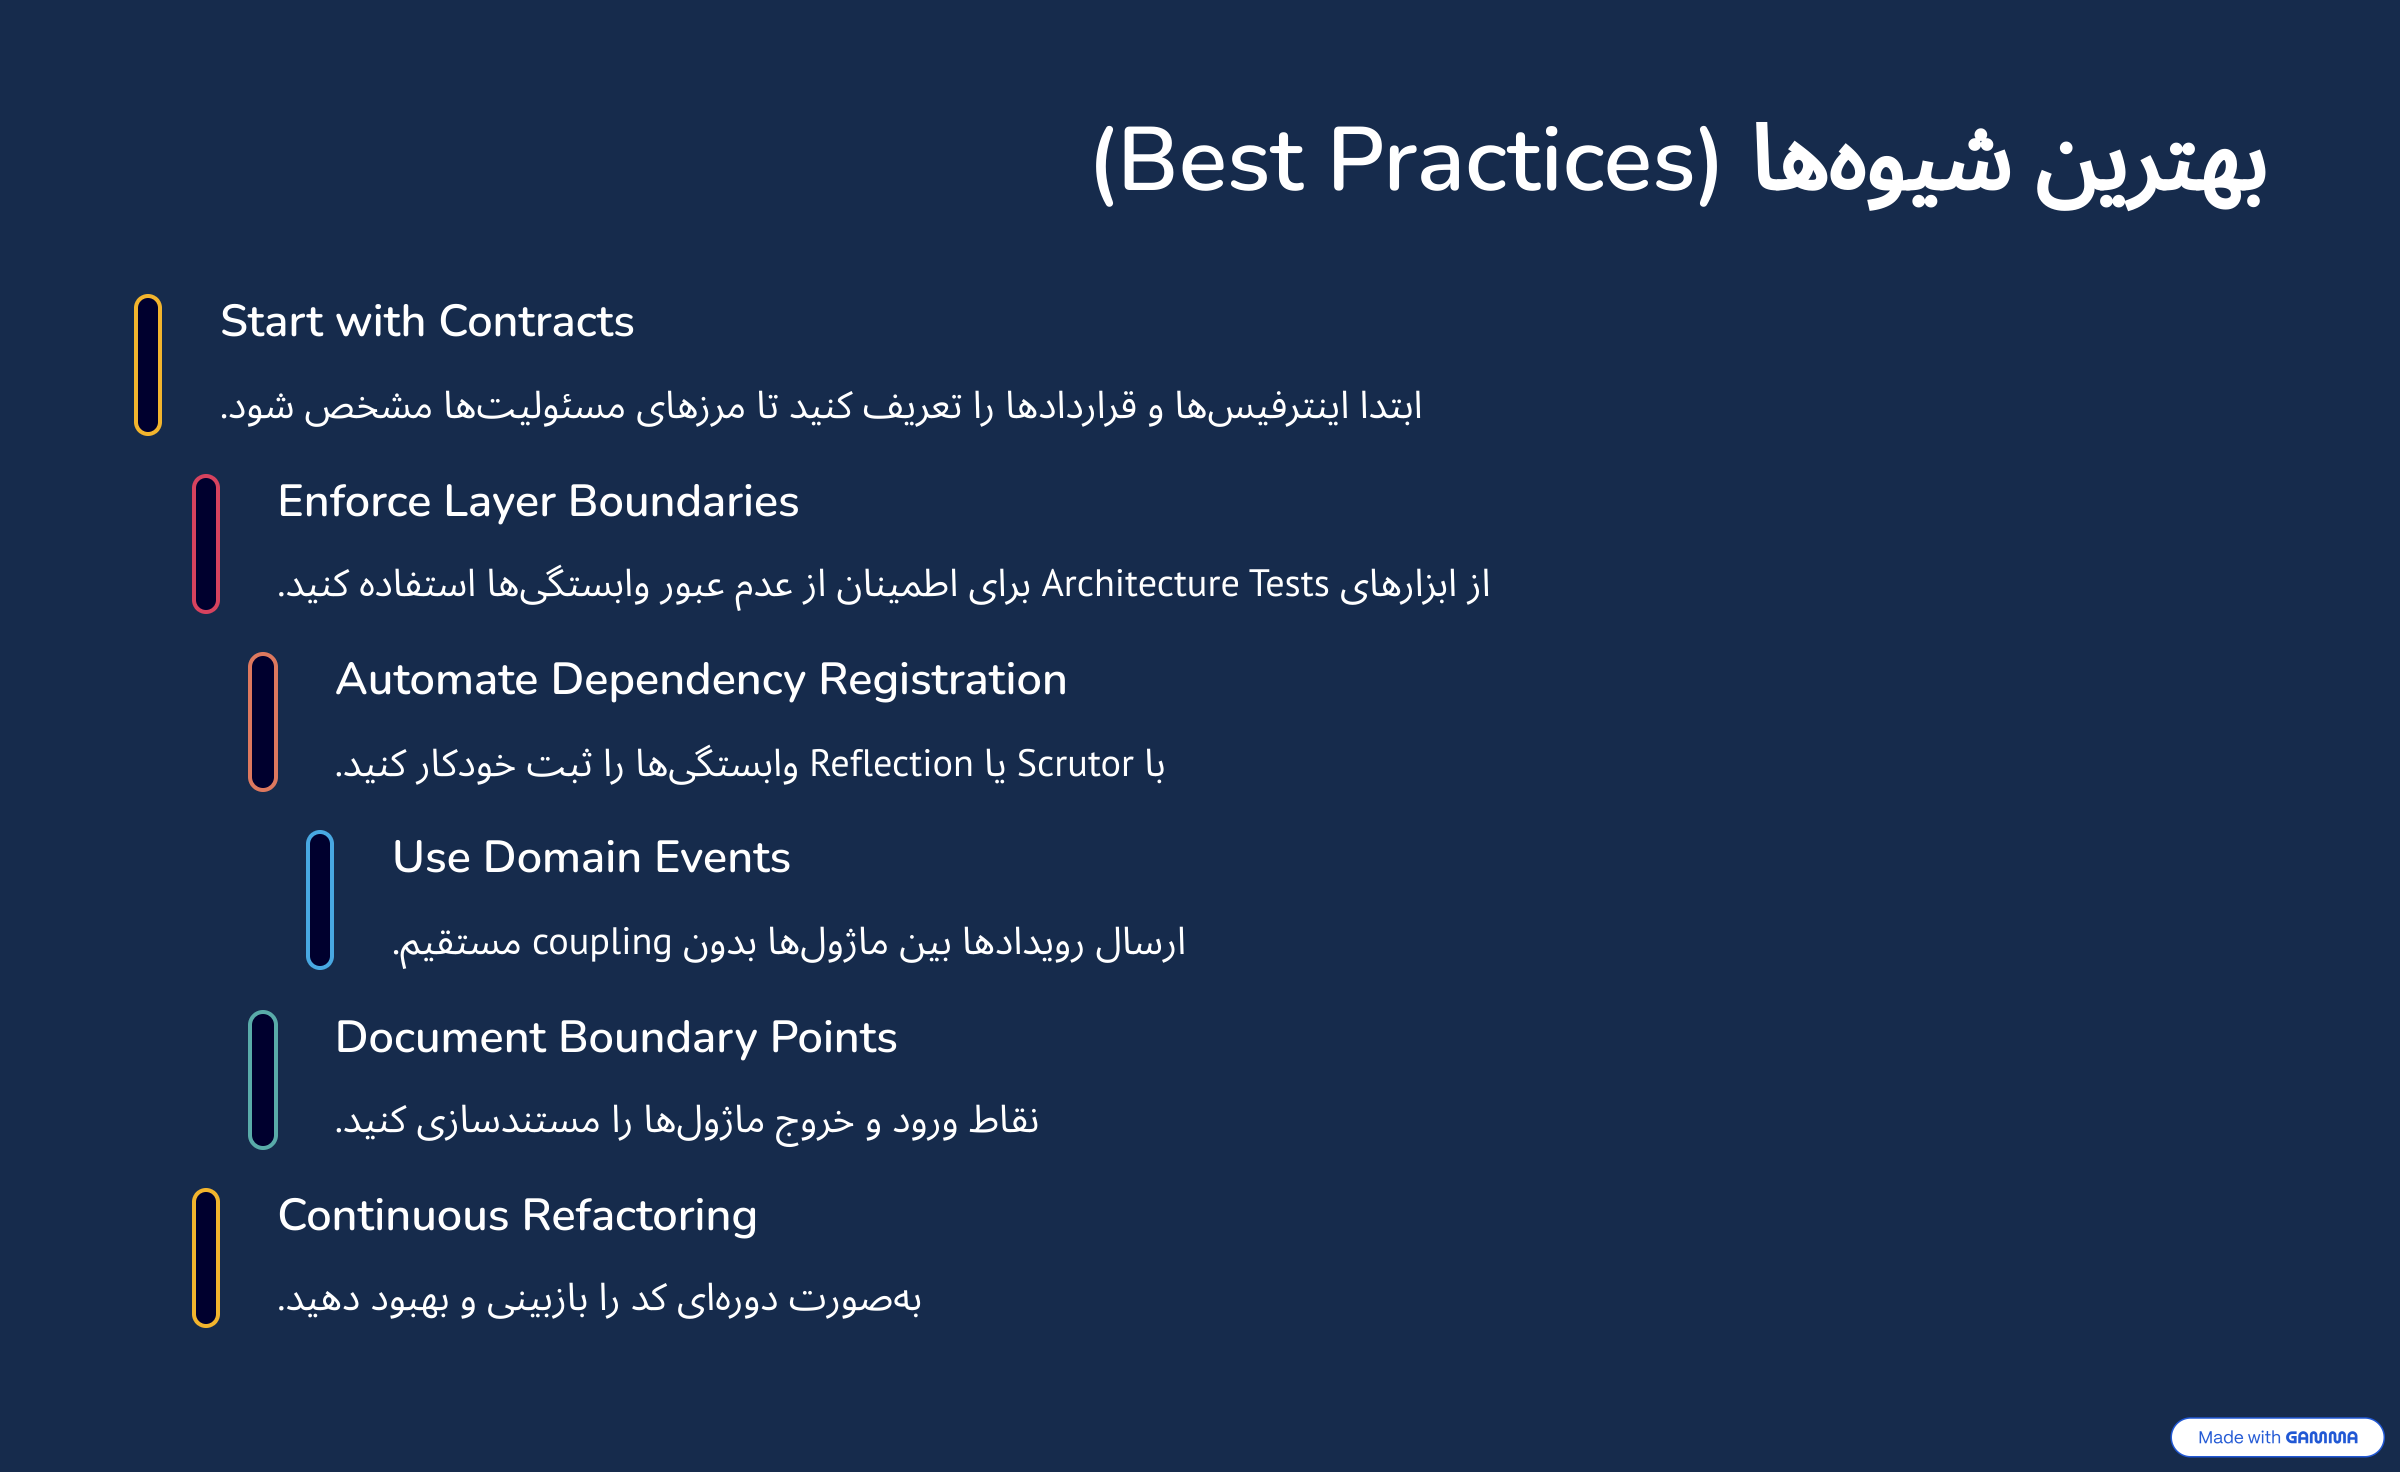 بهترین شیوه‌ها (Best Practices)
Start with Contracts
ابتدا اینترفیس‌ها و قراردادها را تعریف کنید تا مرزهای مسئولیت‌ها مشخص شود.
Enforce Layer Boundaries
از ابزارهای Architecture Tests برای اطمینان از عدم عبور وابستگی‌ها استفاده کنید.
Automate Dependency Registration
با Scrutor یا Reflection وابستگی‌ها را ثبت خودکار کنید.
Use Domain Events
ارسال رویدادها بین ماژول‌ها بدون coupling مستقیم.
Document Boundary Points
نقاط ورود و خروج ماژول‌ها را مستندسازی کنید.
Continuous Refactoring
به‌صورت دوره‌ای کد را بازبینی و بهبود دهید.
Made with GAMMA